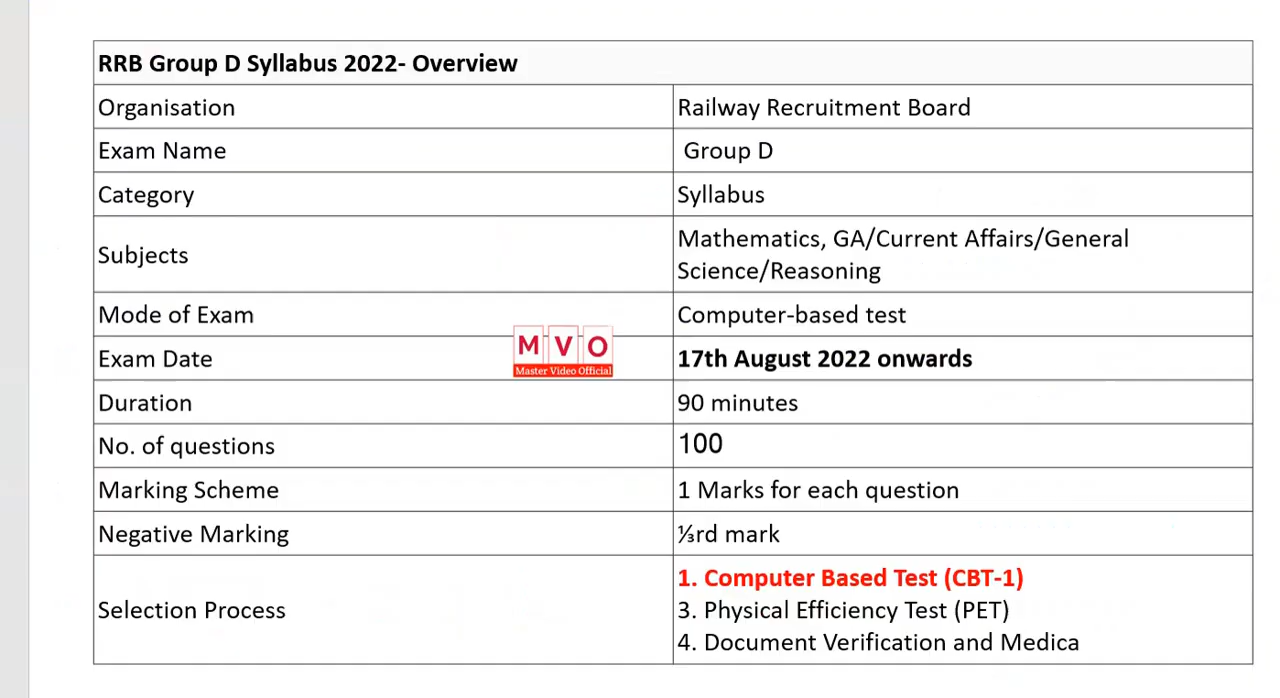 RRB Group D Syllabus 2022- Overview
Organisation
Railway Recruitment Board
Exam Name
Group D
Category
Syllabus
Subjects
Mathematics, GA/Current Affairs/General
Science/Reasoning
Mode of Exam
Computer-based test
M V O
Master Video Official
Exam Date
17th August 2022 onwards
Duration
90 minutes
No. of questions
100
Marking Scheme
1 Marks for each question
Negative Marking
⅓rd mark
Selection Process
1. Computer Based Test (CBT-1)
3. Physical Efficiency Test (PET)
4. Document Verification and Medica